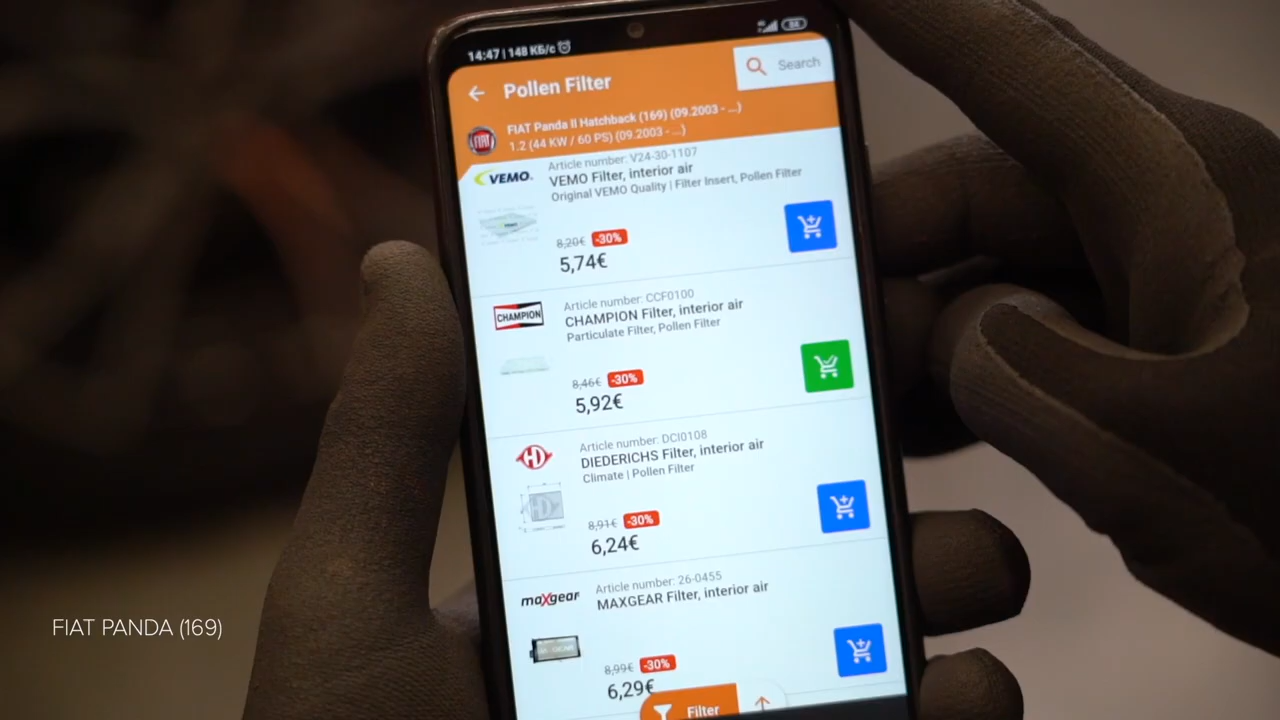 14:47 | 148 КБ/с
Pollen Filter
Search
FIAT
FIAT Panda II Hatchback (169) (09.2003 - ...)
1.2 (44 KW / 60 PS) (09.2003 - ...)
VEMO.
Article number: V24-30-1107
VEMO Filter, interior air
Original VEMO Quality | Filter Insert, Pollen Filter
8,20€ -30%
5,74€
CHAMPION
Article number: CCF0100
CHAMPION Filter, interior air
Particulate Filter, Pollen Filter
8,46€ -30%
5,92€
HD
Article number: DCI0108
DIEDERICHS Filter, interior air
Climate | Pollen Filter
8,91€ -30%
6,24€
maxgear
Article number: 26-0455
MAXGEAR Filter, interior air
8,99€ -30%
6,29€
Filter
FIAT PANDA (169)